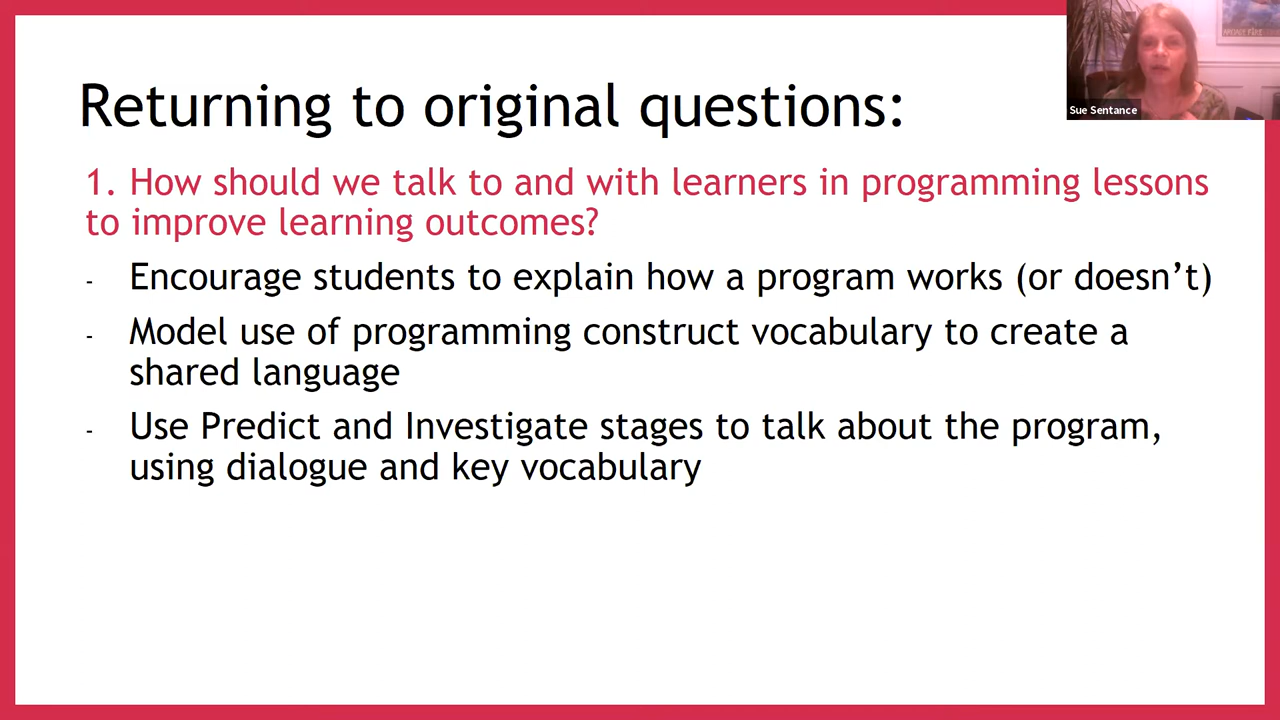 Returning to original questions:
Sue Sentance
1. How should we talk to and with learners in programming lessons
to improve learning outcomes?
- Encourage students to explain how a program works (or doesn’t)
- Model use of programming construct vocabulary to create a
shared language
- Use Predict and Investigate stages to talk about the program,
using dialogue and key vocabulary